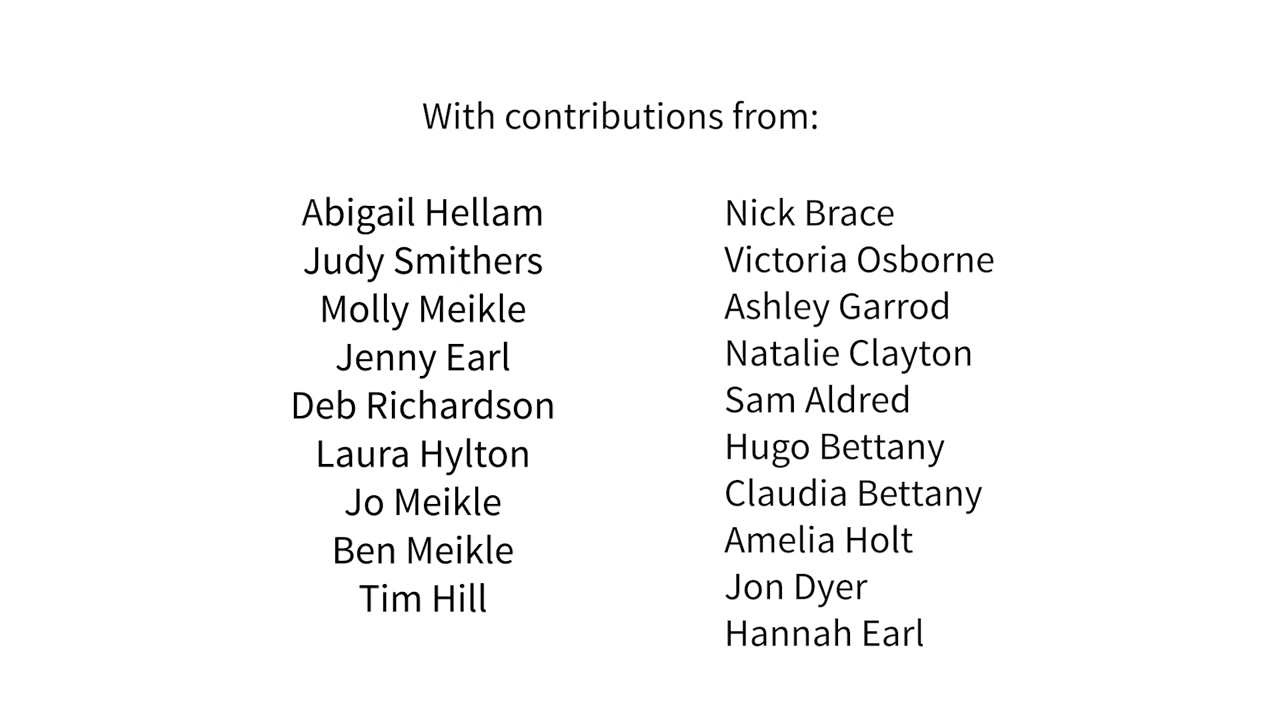 With contributions from:
Abigail Hellam
Judy Smithers
Molly Meikle
Jenny Earl
Deb Richardson
Laura Hylton
Jo Meikle
Ben Meikle
Tim Hill
Nick Brace
Victoria Osborne
Ashley Garrod
Natalie Clayton
Sam Aldred
Hugo Bettany
Claudia Bettany
Amelia Holt
Jon Dyer
Hannah Earl